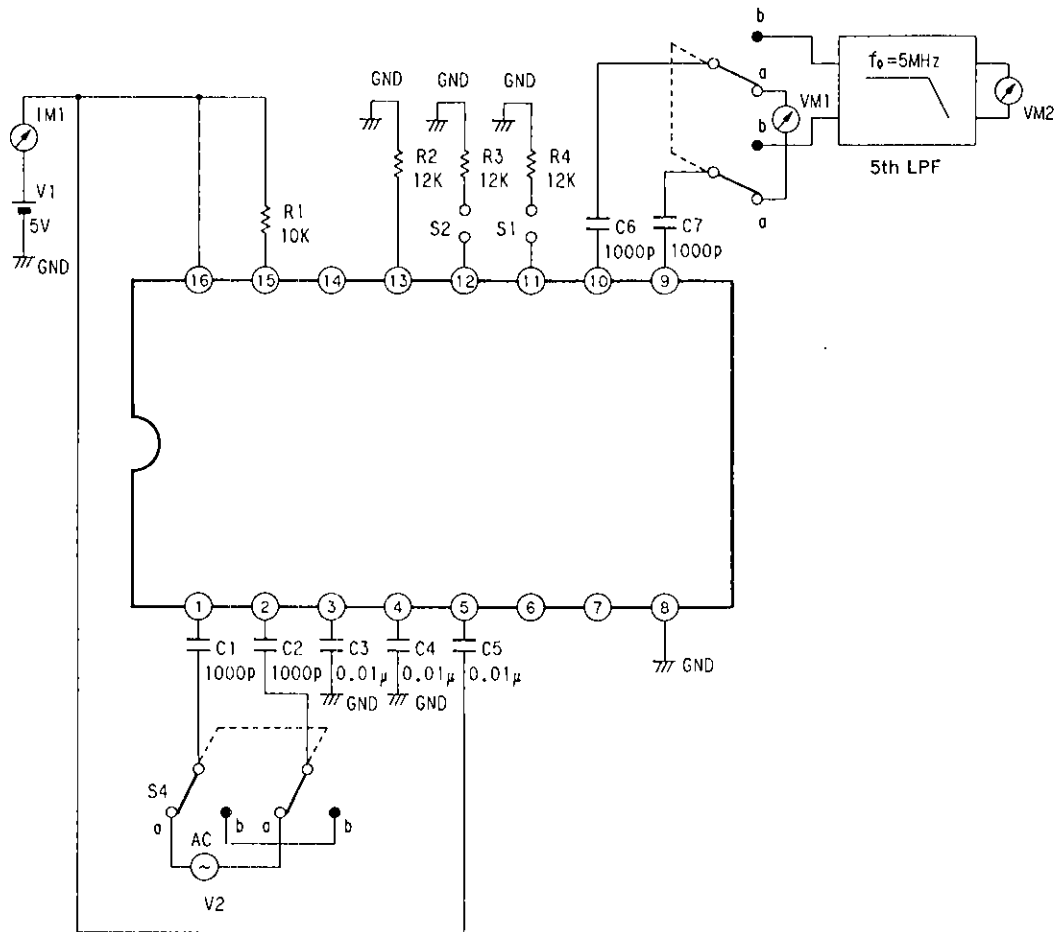 b
a
VM1
b
a
f₀=5MHz
5th LPF
VM2
GND
GND
GND
IM1
V1
5V
GND
R1
10K
R2
12K
R3
12K
R4
12K
S2
S1
C6
1000p
C7
1000p
16
15
14
13
12
11
10
9
1
2
3
4
5
6
7
8
C1
1000p
C2
1000p
C3
0.01μ
GND
C4
0.01μ
GND
C5
0.01μ
GND
S4
a
b
a
b
AC
V2